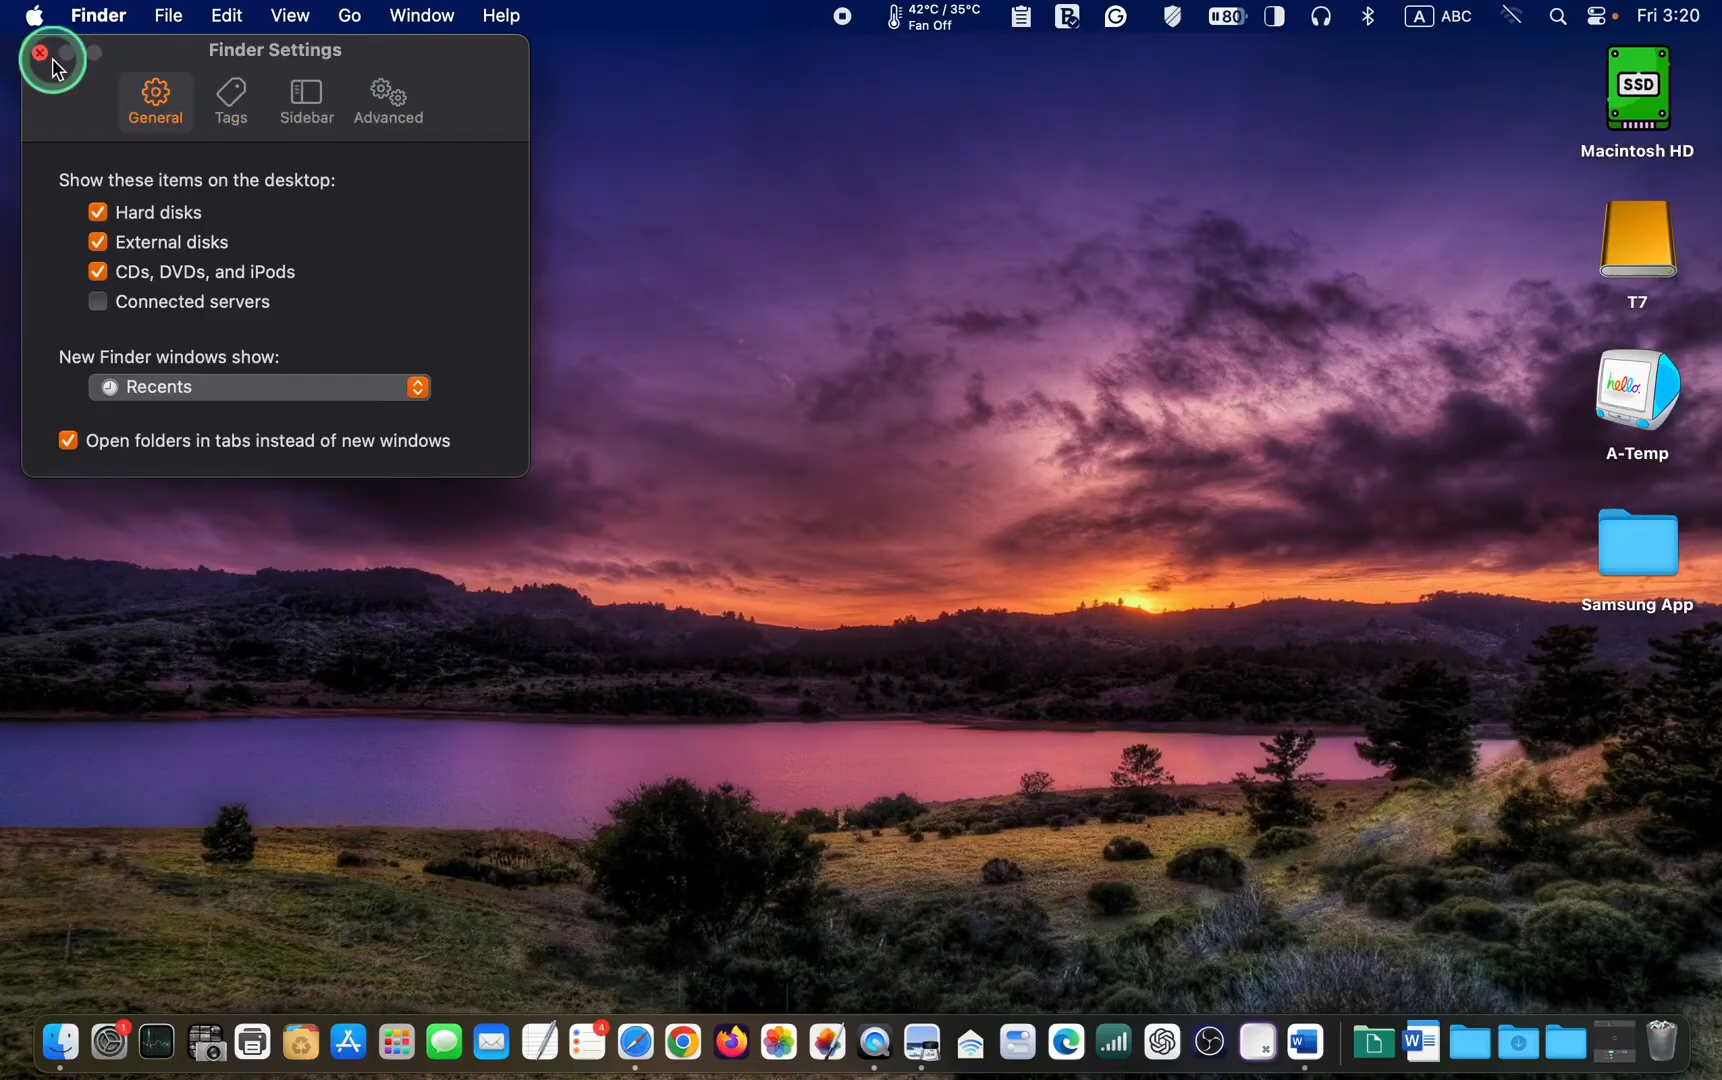 Finder File Edit View Go Window Help
80 42°C / 35°C
Fan Off
A ABC
Fri 3:20
Finder Settings
General Tags Sidebar Advanced
Show these items on the desktop:
Hard disks
External disks
CDs, DVDs, and iPods
Connected servers
New Finder windows show:
Recents
Open folders in tabs instead of new windows
SSD
Macintosh HD
T7
hello.
A-Temp
Samsung App
1
4
W
W